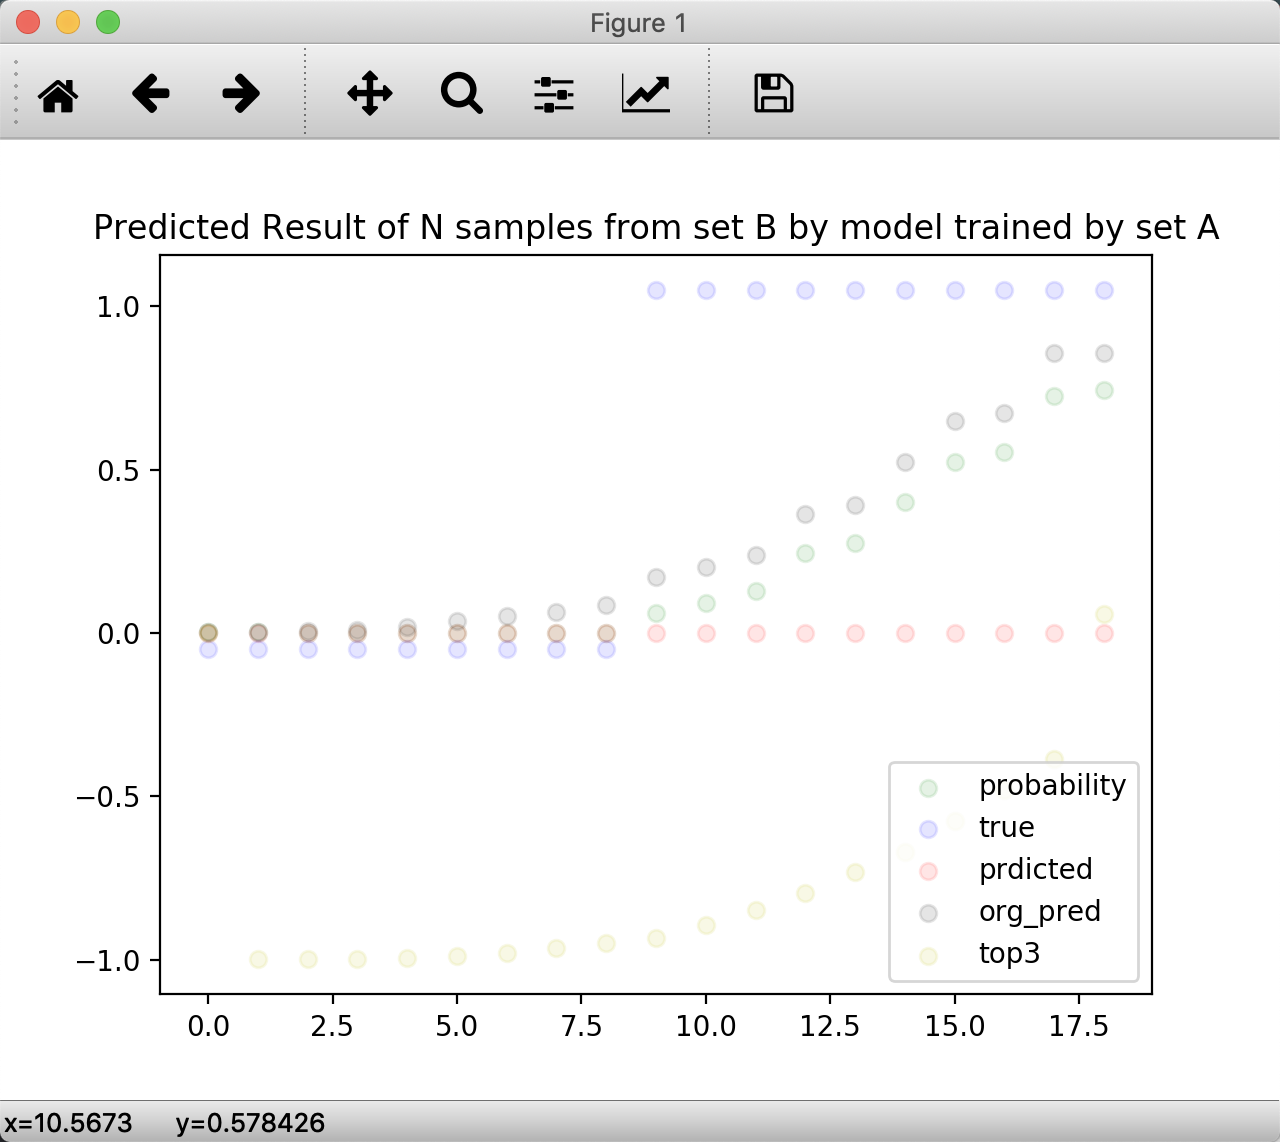 Figure 1
Predicted Result of N samples from set B by model trained by set A
1.0
0.5
0.0
−0.5
−1.0
probability
true
prdicted
org_pred
top3
0.0 2.5 5.0 7.5 10.0 12.5 15.0 17.5
x=10.5673 y=0.578426